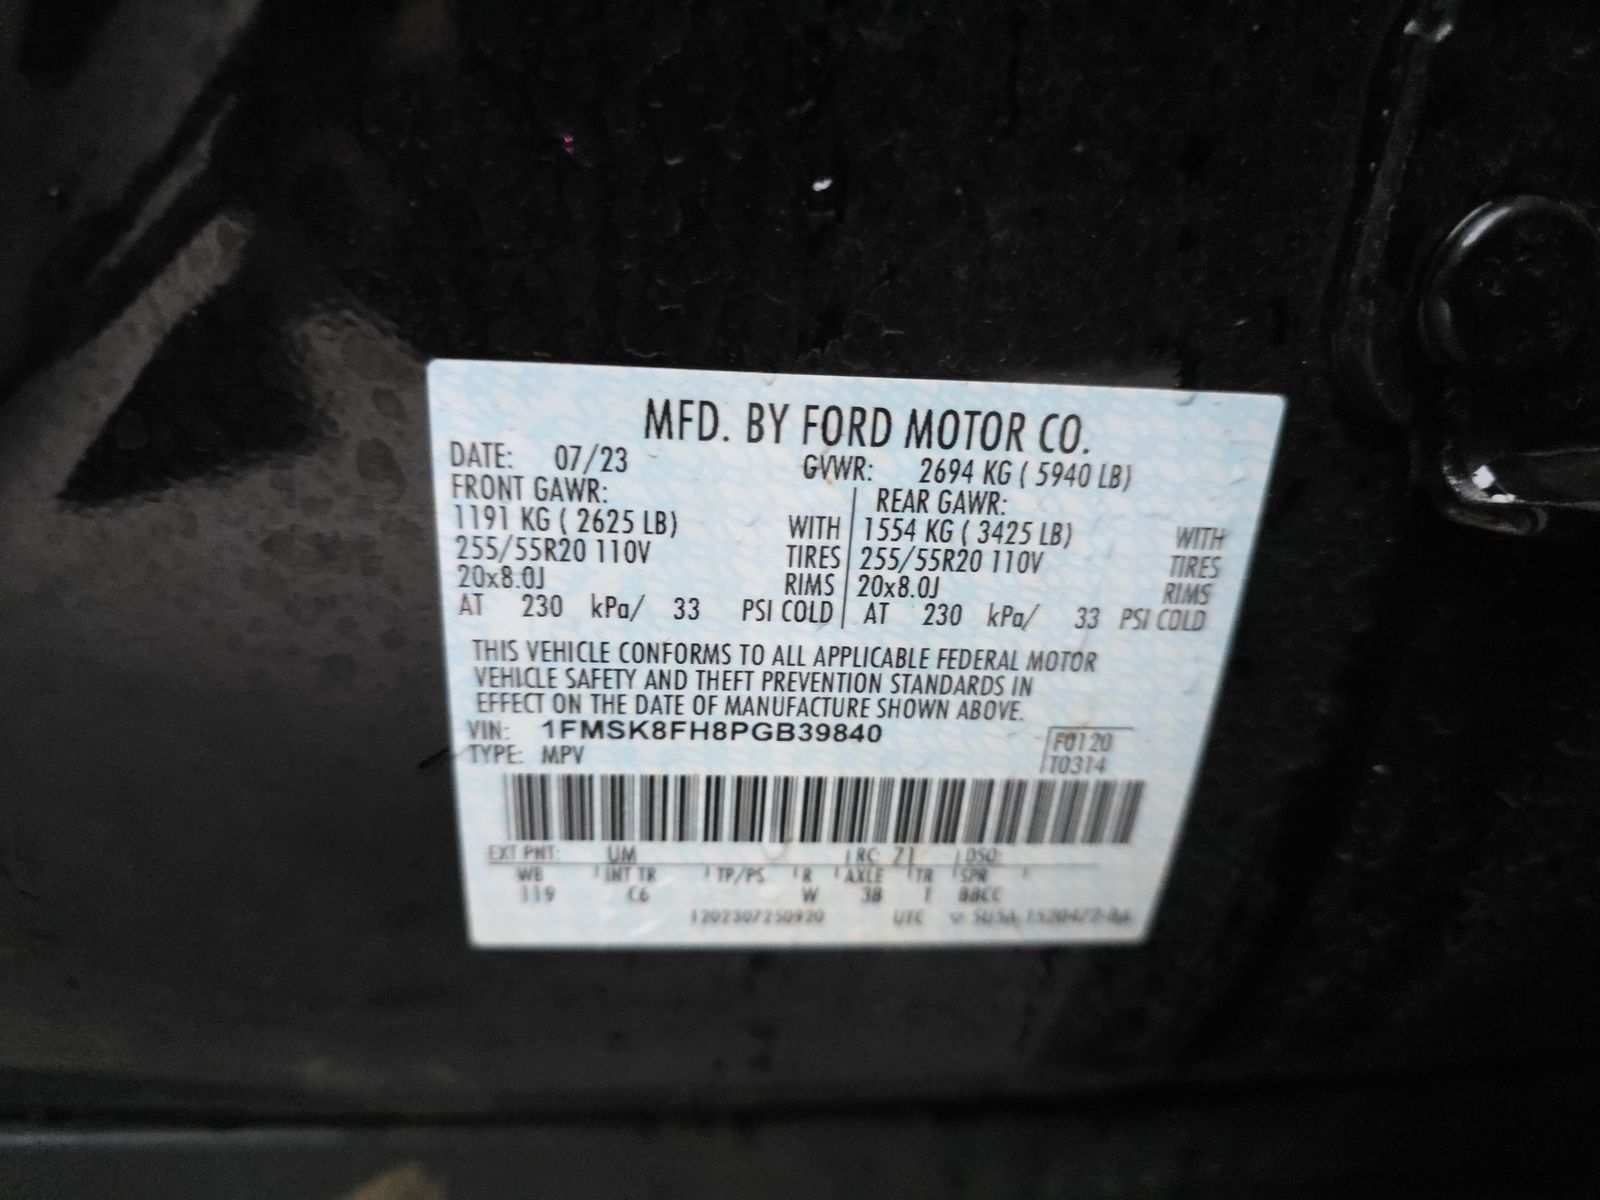 MFD. BY FORD MOTOR CO.
DATE: 07/23 GVWR: 2694 KG ( 5940 LB)
FRONT GAWR: REAR GAWR:
1191 KG ( 2625 LB) WITH 1554 KG ( 3425 LB) WITH
255/55R20 110V TIRES 255/55R20 110V TIRES
20x8.0J RIMS 20x8.0J RIMS
AT 230 kPa/ 33 PSI COLD AT 230 kPa/ 33 PSI COLD
THIS VEHICLE CONFORMS TO ALL APPLICABLE FEDERAL MOTOR
VEHICLE SAFETY AND THEFT PREVENTION STANDARDS IN
EFFECT ON THE DATE OF MANUFACTURE SHOWN ABOVE.
VIN: 1FMSK8FH8PGB39840 F0120
TYPE: MPV T0314
EXT PNT: UM RC: 71 DSO:
WB INT TR TP/PS R AXLE TR SPR
119 C6 W 3B BBCC
1202307250920 UTC